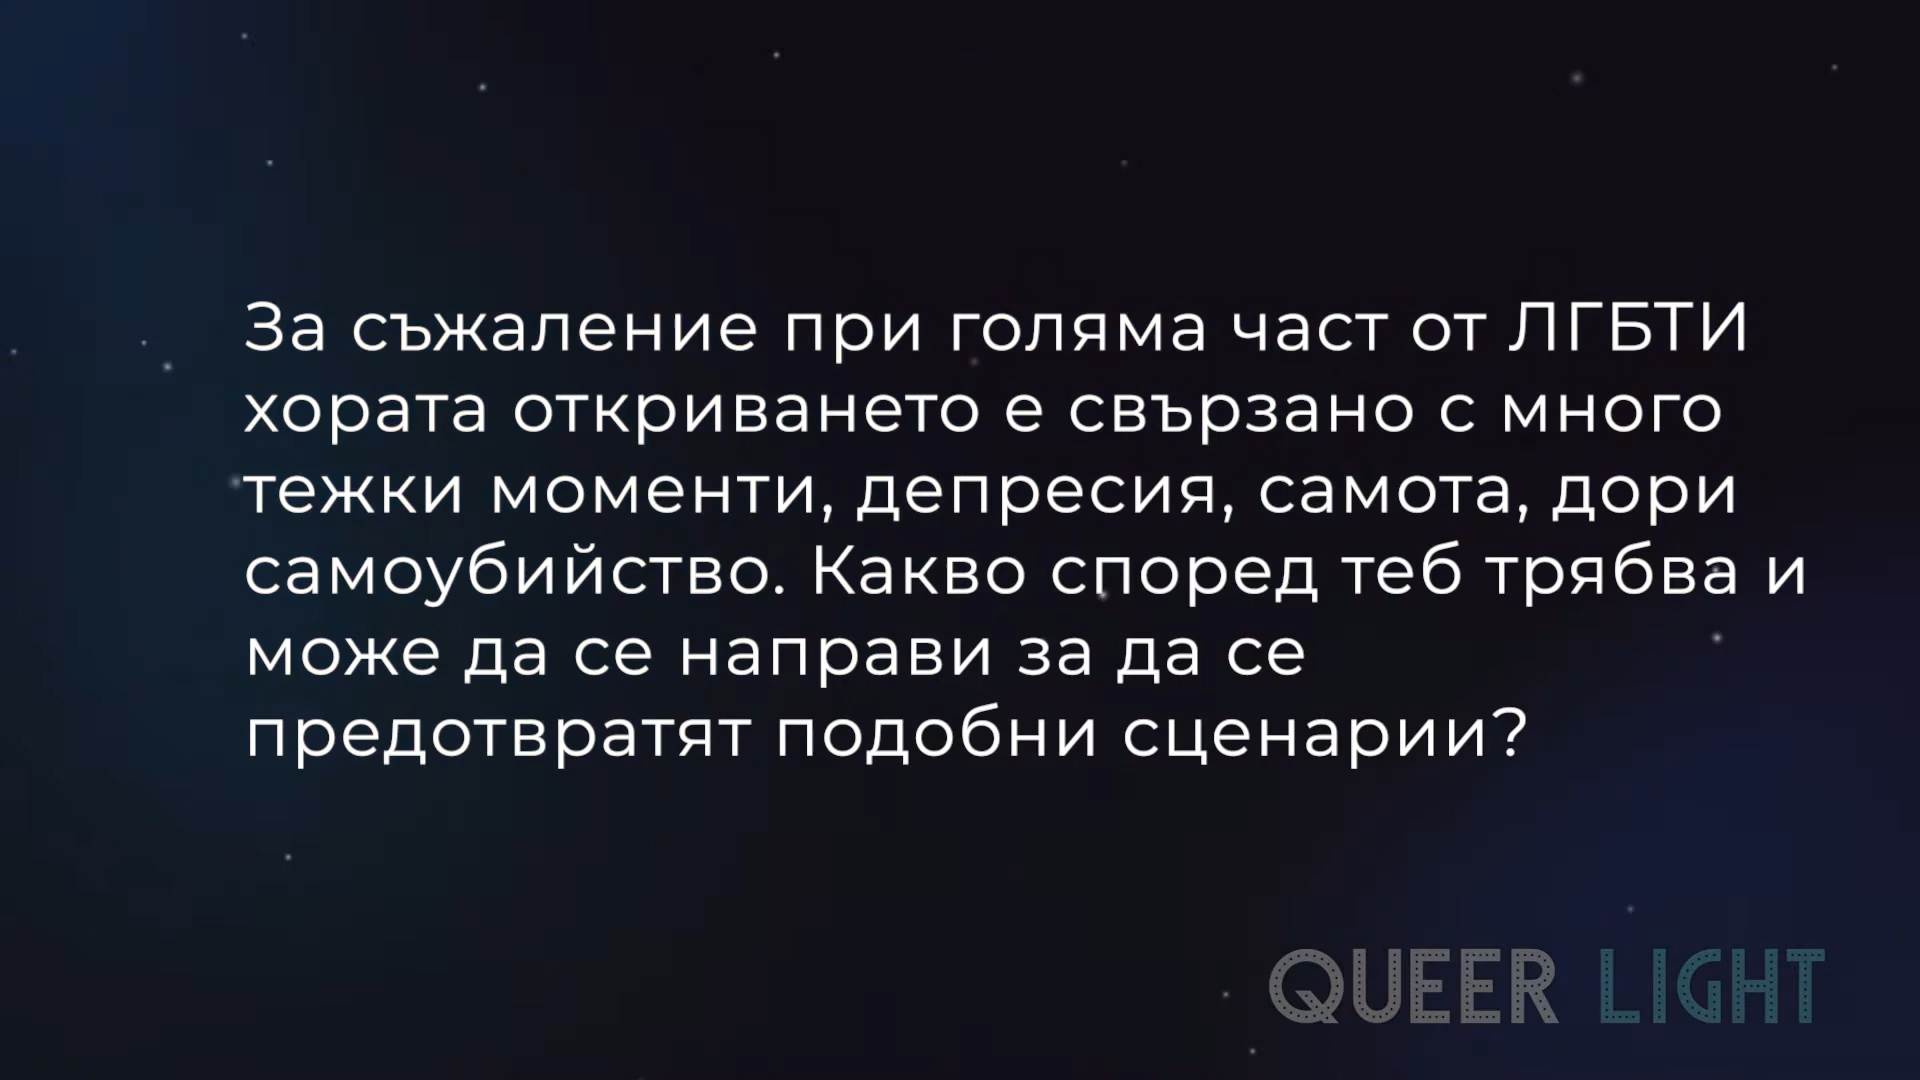 За съжаление при голяма част от ЛГБТИ
хората откриването е свързано с много
тежки моменти, депресия, самота, дори
самоубийство. Какво според теб трябва и
може да се направи за да се
предотвратят подобни сценарии?
QUEER LIGHT